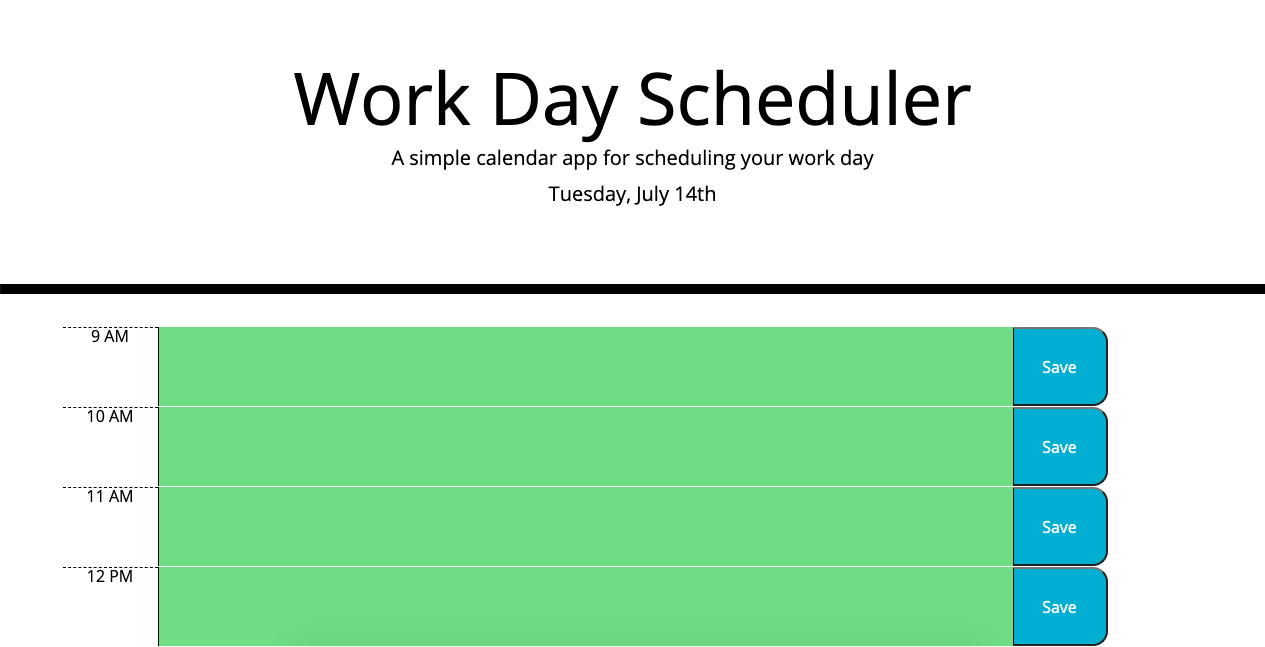 Work Day Scheduler
A simple calendar app for scheduling your work day
Tuesday, July 14th
9 AM
Save
10 AM
Save
11 AM
Save
12 PM
Save